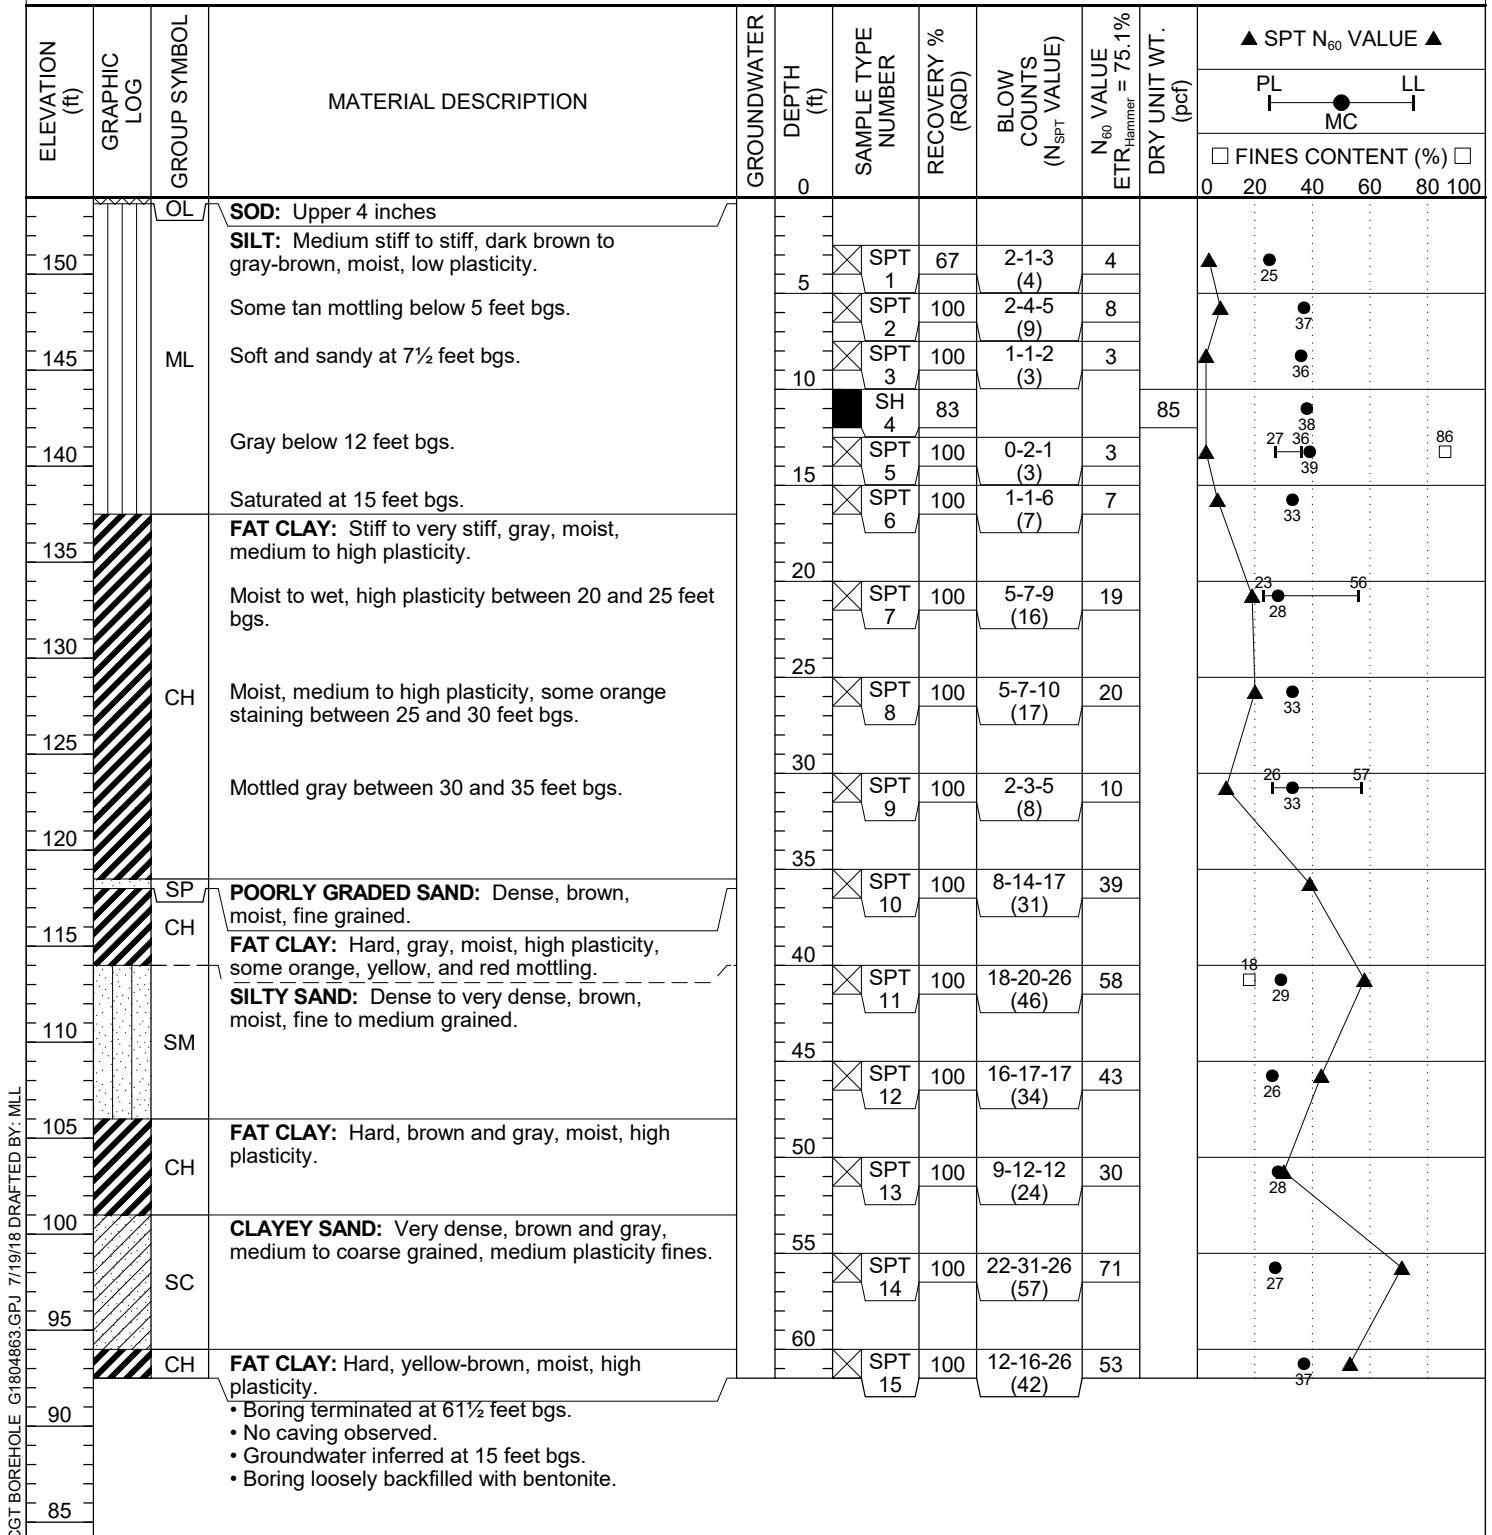 ELEVATION (ft)
GRAPHIC LOG
GROUP SYMBOL
MATERIAL DESCRIPTION
GROUNDWATER
DEPTH (ft)
0
SAMPLE TYPE NUMBER
RECOVERY % (RQD)
BLOW COUNTS (N_SPT VALUE)
N_60 VALUE ETR_Hammer = 75.1%
DRY UNIT WT. (pcf)
▲ SPT N_60 VALUE ▲
PL LL
MC
□ FINES CONTENT (%) □
0 20 40 60 80 100
OL SOD: Upper 4 inches
SILT: Medium stiff to stiff, dark brown to
150 gray-brown, moist, low plasticity.
SPT 1 67 2-1-3 (4) 4 25
5
Some tan mottling below 5 feet bgs.
SPT 2 100 2-4-5 (9) 8 37
145 ML Soft and sandy at 7½ feet bgs.
SPT 3 100 1-1-2 (3) 3 36
10
SH 4 83 85 38
Gray below 12 feet bgs.
140 SPT 5 100 0-2-1 (3) 3 27 36 39 86
15
Saturated at 15 feet bgs.
SPT 6 100 1-1-6 (7) 7 33
FAT CLAY: Stiff to very stiff, gray, moist,
135 medium to high plasticity.
20
Moist to wet, high plasticity between 20 and 25 feet
bgs.
SPT 7 100 5-7-9 (16) 19 23 56 28
130
25
CH Moist, medium to high plasticity, some orange
staining between 25 and 30 feet bgs.
SPT 8 100 5-7-10 (17) 20 33
125
30
Mottled gray between 30 and 35 feet bgs.
SPT 9 100 2-3-5 (8) 10 26 57 33
120
35
SP POORLY GRADED SAND: Dense, brown,
moist, fine grained.
SPT 10 100 8-14-17 (31) 39
CH
115 FAT CLAY: Hard, gray, moist, high plasticity,
some orange, yellow, and red mottling.
40
SILTY SAND: Dense to very dense, brown,
moist, fine to medium grained.
SPT 11 100 18-20-26 (46) 58 18 29
110 SM
45
SPT 12 100 16-17-17 (34) 43 26
105 FAT CLAY: Hard, brown and gray, moist, high
plasticity.
50
CH SPT 13 100 9-12-12 (24) 30 28
100 CLAYEY SAND: Very dense, brown and gray,
medium to coarse grained, medium plasticity fines.
55
SC SPT 14 100 22-31-26 (57) 71 27
95
60
CH FAT CLAY: Hard, yellow-brown, moist, high
plasticity.
SPT 15 100 12-16-26 (42) 53 37
• Boring terminated at 61½ feet bgs.
90
• No caving observed.
• Groundwater inferred at 15 feet bgs.
• Boring loosely backfilled with bentonite.
85
CGT BOREHOLE G1804863.GPJ 7/19/18 DRAFTED BY: MLL